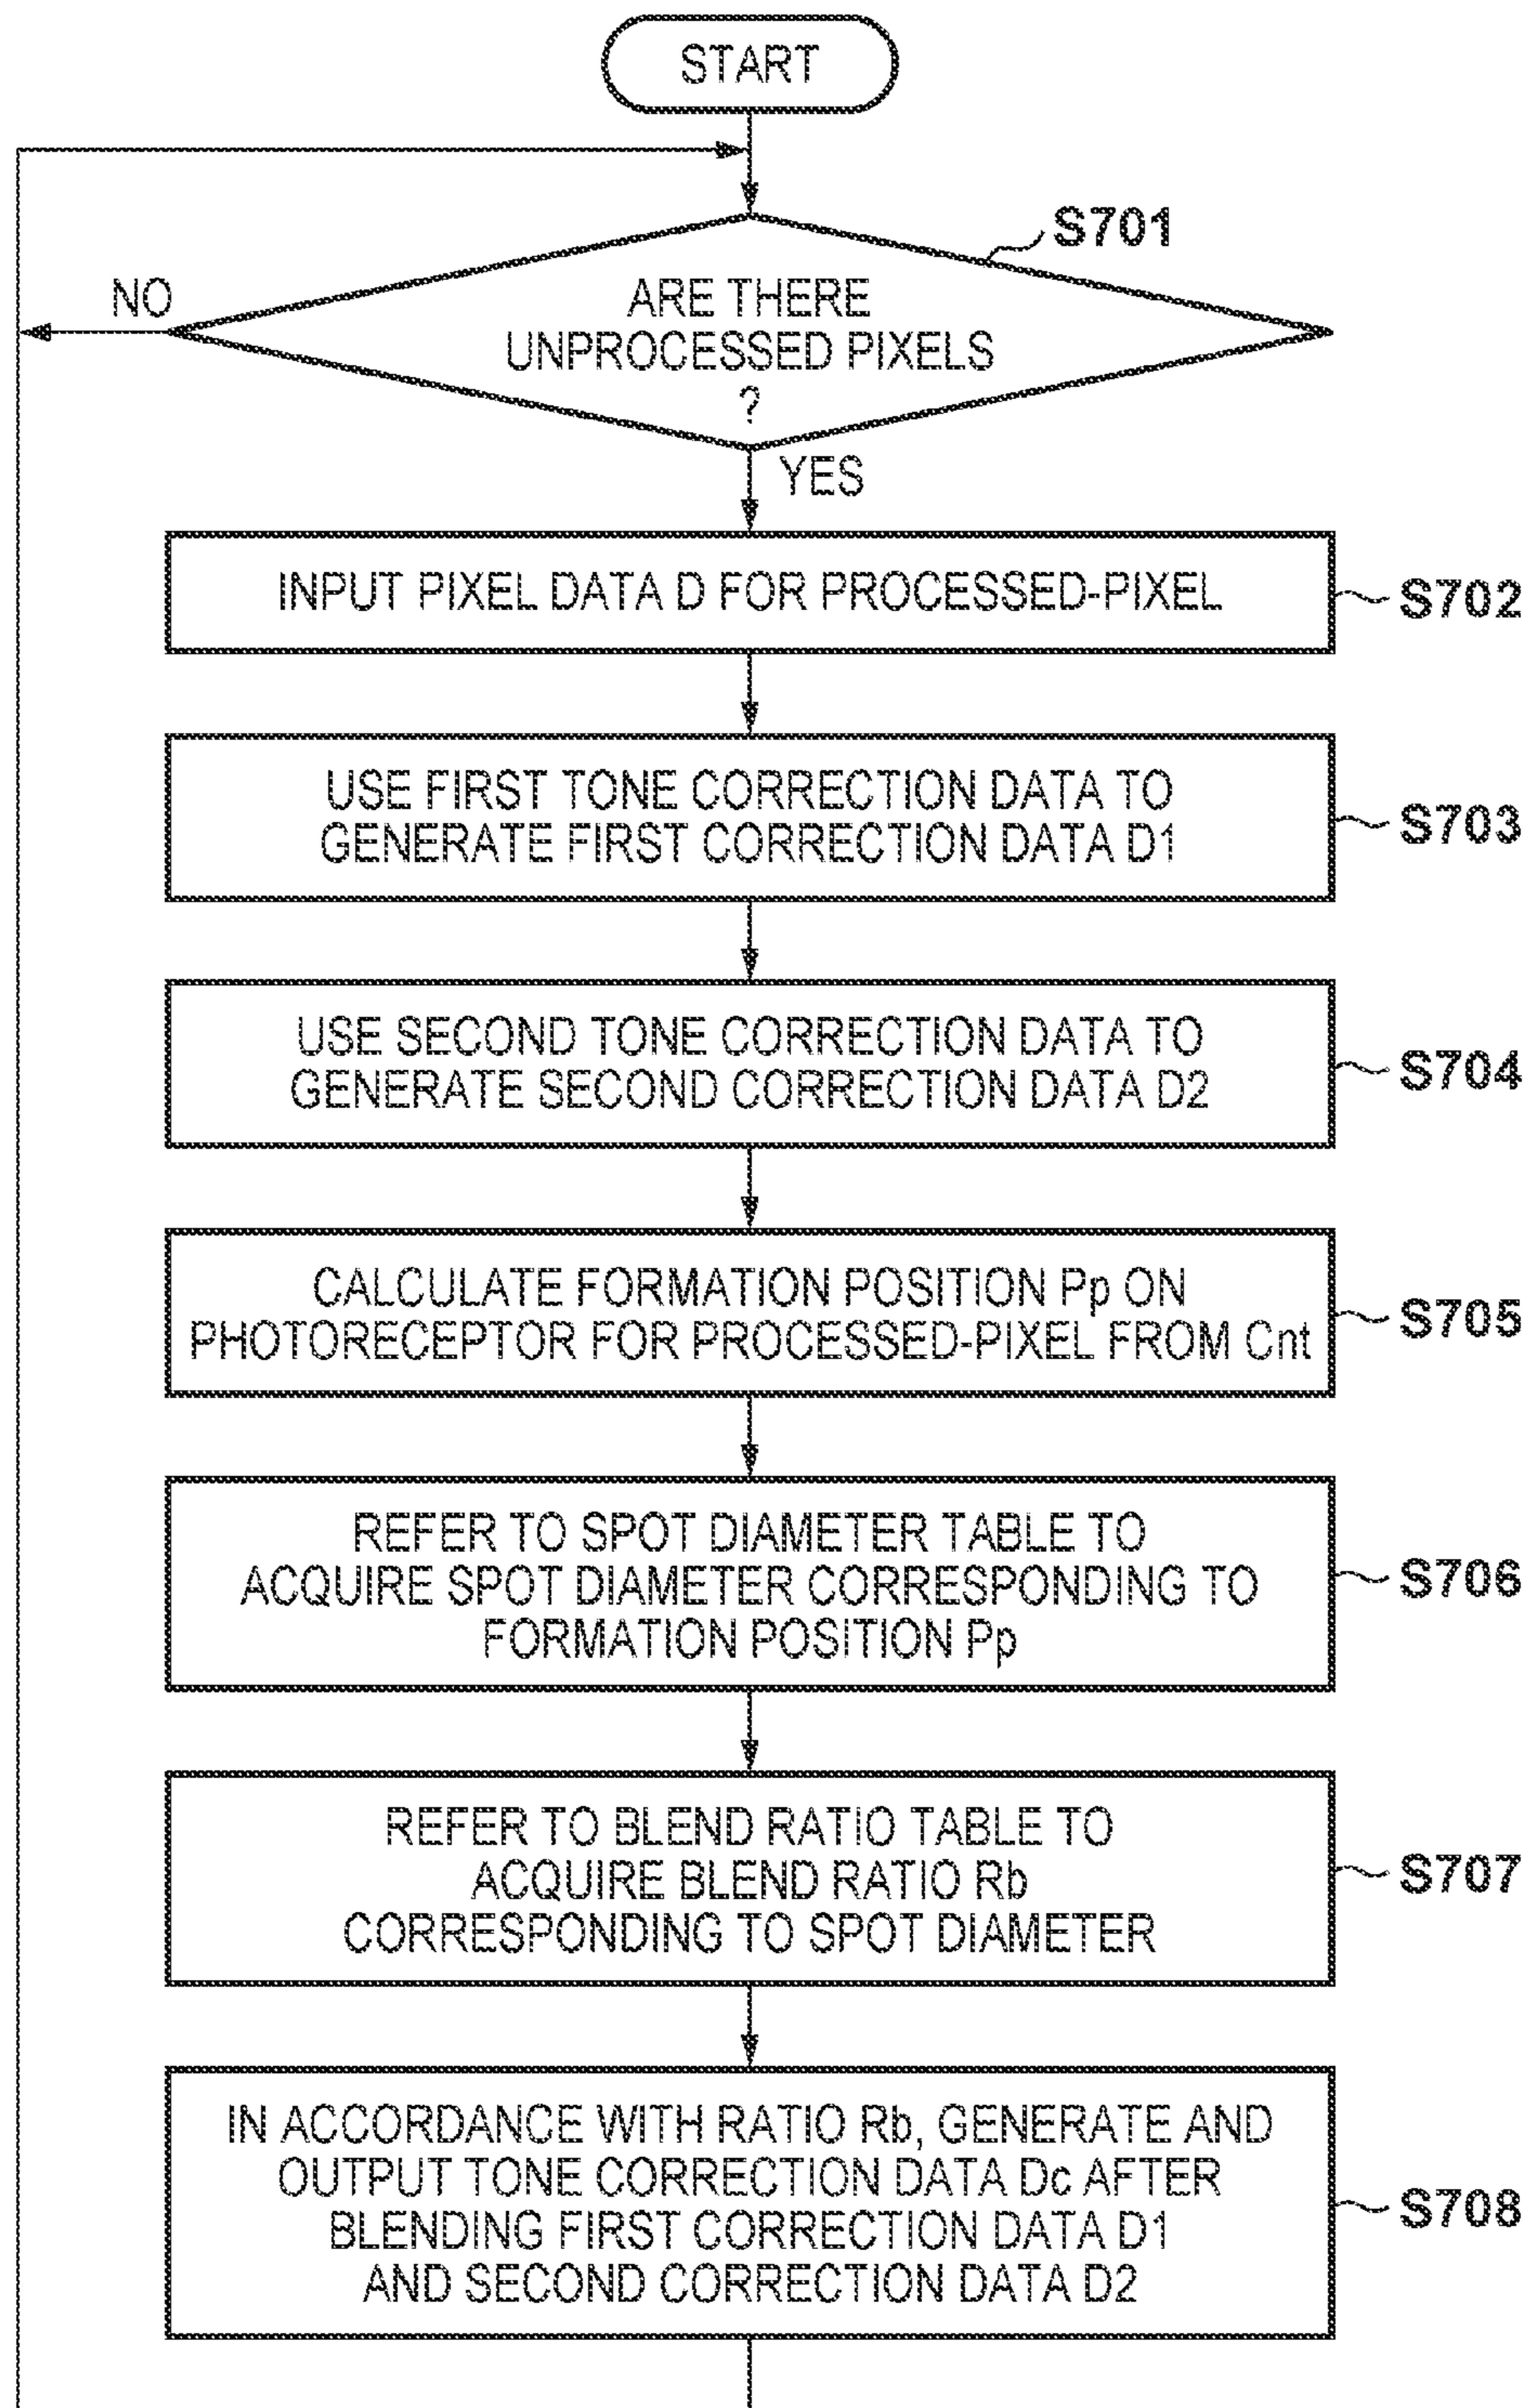 START
S701
NO
ARE THERE
UNPROCESSED PIXELS
?
YES
INPUT PIXEL DATA D FOR PROCESSED-PIXEL
S702
USE FIRST TONE CORRECTION DATA TO
GENERATE FIRST CORRECTION DATA D1
S703
USE SECOND TONE CORRECTION DATA TO
GENERATE SECOND CORRECTION DATA D2
S704
CALCULATE FORMATION POSITION Pp ON
PHOTORECEPTOR FOR PROCESSED-PIXEL FROM Cnt
S705
REFER TO SPOT DIAMETER TABLE TO
ACQUIRE SPOT DIAMETER CORRESPONDING TO
FORMATION POSITION Pp
S706
REFER TO BLEND RATIO TABLE TO
ACQUIRE BLEND RATIO Rb
CORRESPONDING TO SPOT DIAMETER
S707
IN ACCORDANCE WITH RATIO Rb, GENERATE AND
OUTPUT TONE CORRECTION DATA Dc AFTER
BLENDING FIRST CORRECTION DATA D1
AND SECOND CORRECTION DATA D2
S708